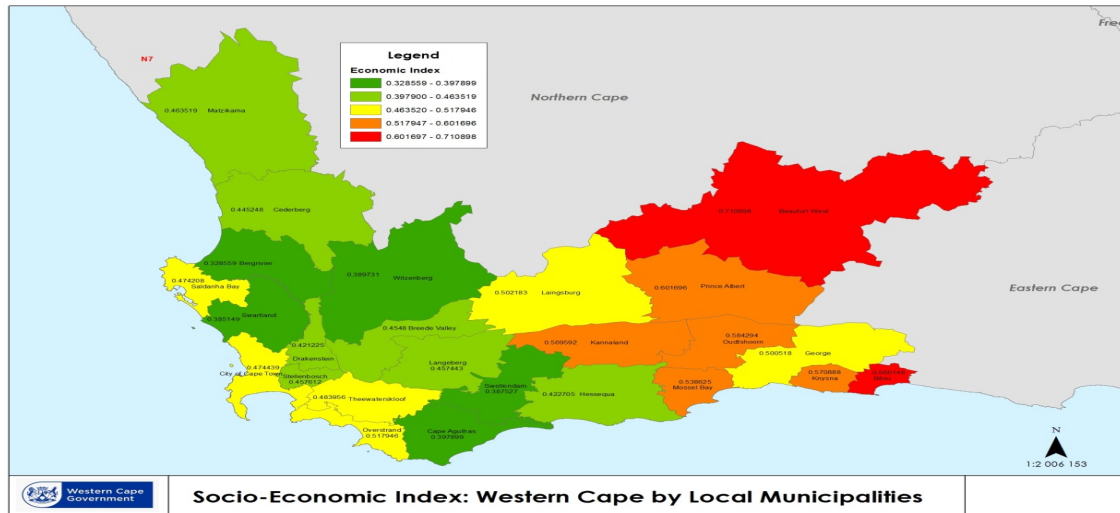 Free
N7
Legend
Economic Index
0.328559 - 0.397899
0.397900 - 0.463519
0.463520 - 0.517946
0.517947 - 0.601696
0.601697 - 0.710898
Northern Cape
Eastern Cape
0.463519 Matzikama
0.445248 Cederberg
0.328559 Bergrivier
0.389731 Witzenberg
0.474208
Saldanha Bay
Swartland
0.385149
0.710898 Beaufort West
0.502183 Laingsburg
0.601696 Prince Albert
0.4548 Breede Valley
0.421225
Drakenstein
0.474439
City of Cape Town
Stellenbosch
0.457612
Langeberg
0.457443
0.569592 Kannaland
0.584294
Oudtshoorn
0.500518 George
0.483956 Theewaterskloof
Swellendam
0.387527
0.422705 Hessequa
0.538625
Mossel Bay
0.570888
Knysna
Bitou
Overstrand
0.517946
Cape Agulhas
0.397899
N
1:2 006 153
Western Cape
Government
Socio-Economic Index: Western Cape by Local Municipalities